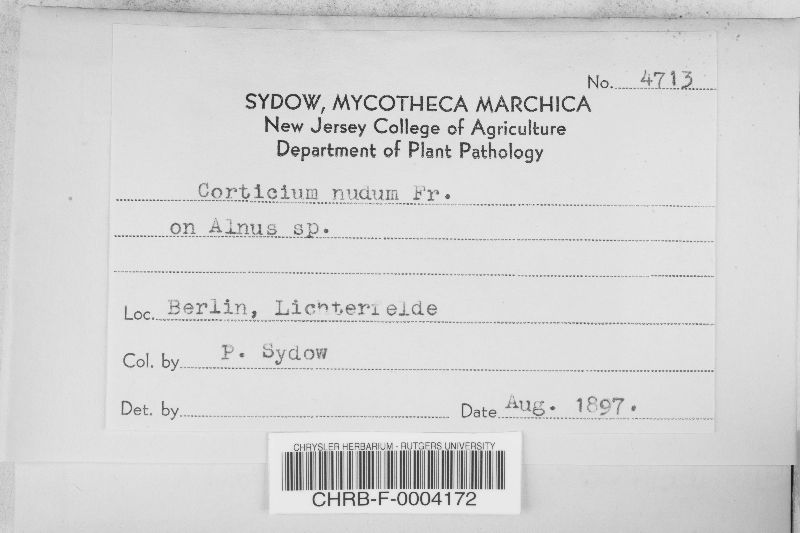 No. 4713
SYDOW, MYCOTHECA MARCHICA
New Jersey College of Agriculture
Department of Plant Pathology
Corticium nudum Fr.
on Alnus sp.
Loc. Berlin, Lichterfelde
Col. by P. Sydow
Det. by
Date Aug. 1897.
CHRYSLER HERBARIUM - RUTGERS UNIVERSITY
CHRB-F-0004172